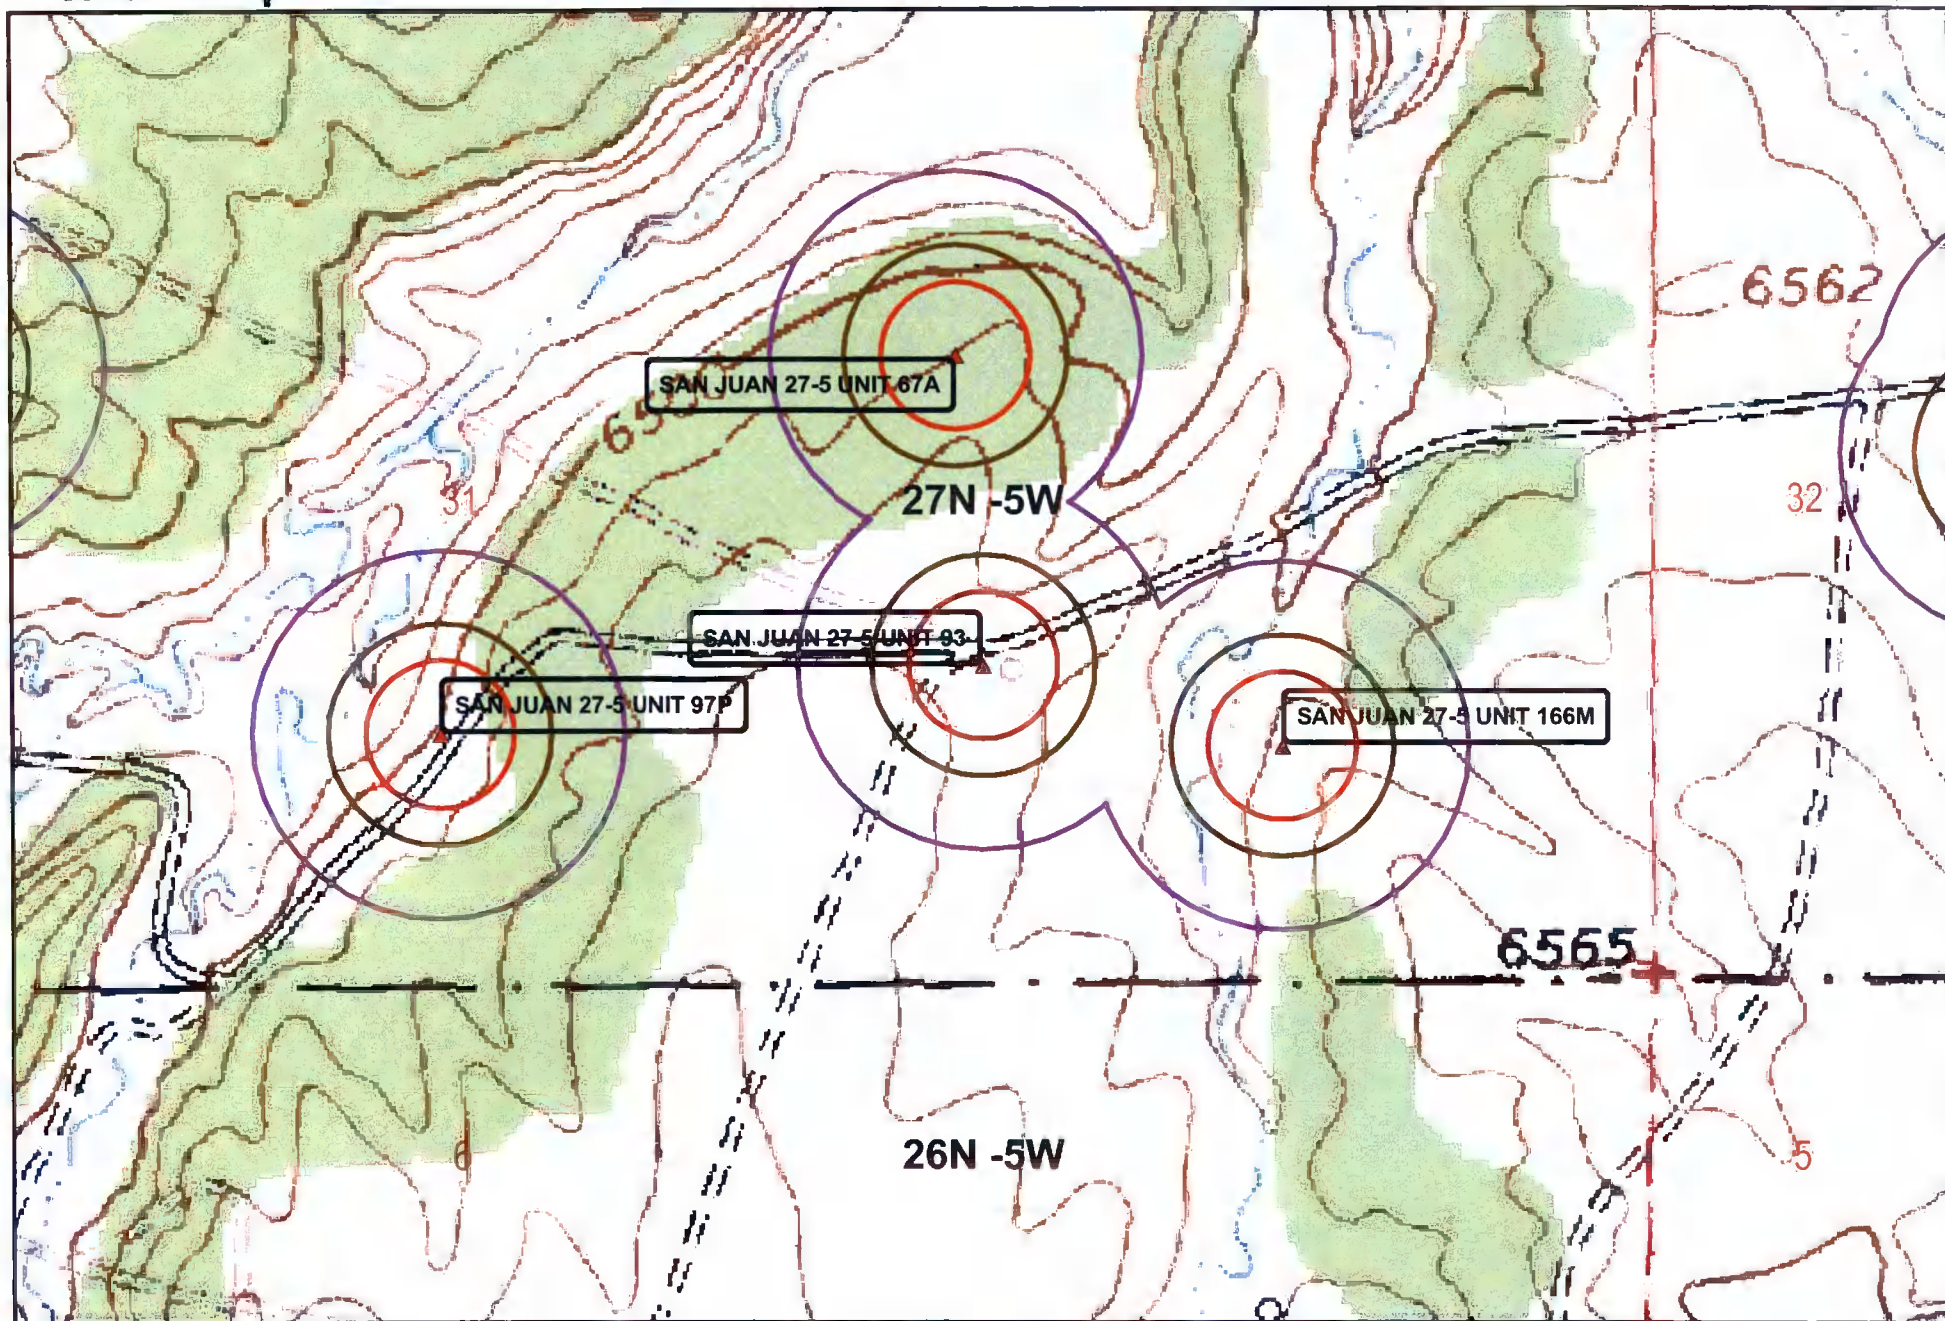 6562
SAN JUAN 27-5 UNIT 67A
31
27N -5W
32
SAN JUAN 27-5 UNIT 93
SAN JUAN 27-5 UNIT 97P
SAN JUAN 27-5 UNIT 166M
6565
26N -5W
6
5